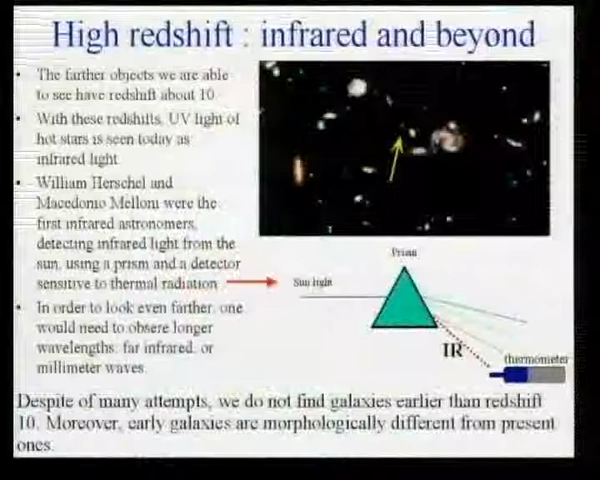 High redshift : infrared and beyond
• The farther objects we are able
to see have redshift about 10
• With these redshifts, UV light of
hot stars is seen today as
infrared light
• William Herschel and
Macedonio Melloni were the
first infrared astronomers,
detecting infrared light from the
sun, using a prism and a detector
sensitive to thermal radiation
• In order to look even farther, one
would need to obsere longer
wavelengths: far infrared, or
millimeter waves.
Prism
Sun light
IR
thermometer
Despite of many attempts, we do not find galaxies earlier than redshift
10. Moreover, early galaxies are morphologically different from present
ones.